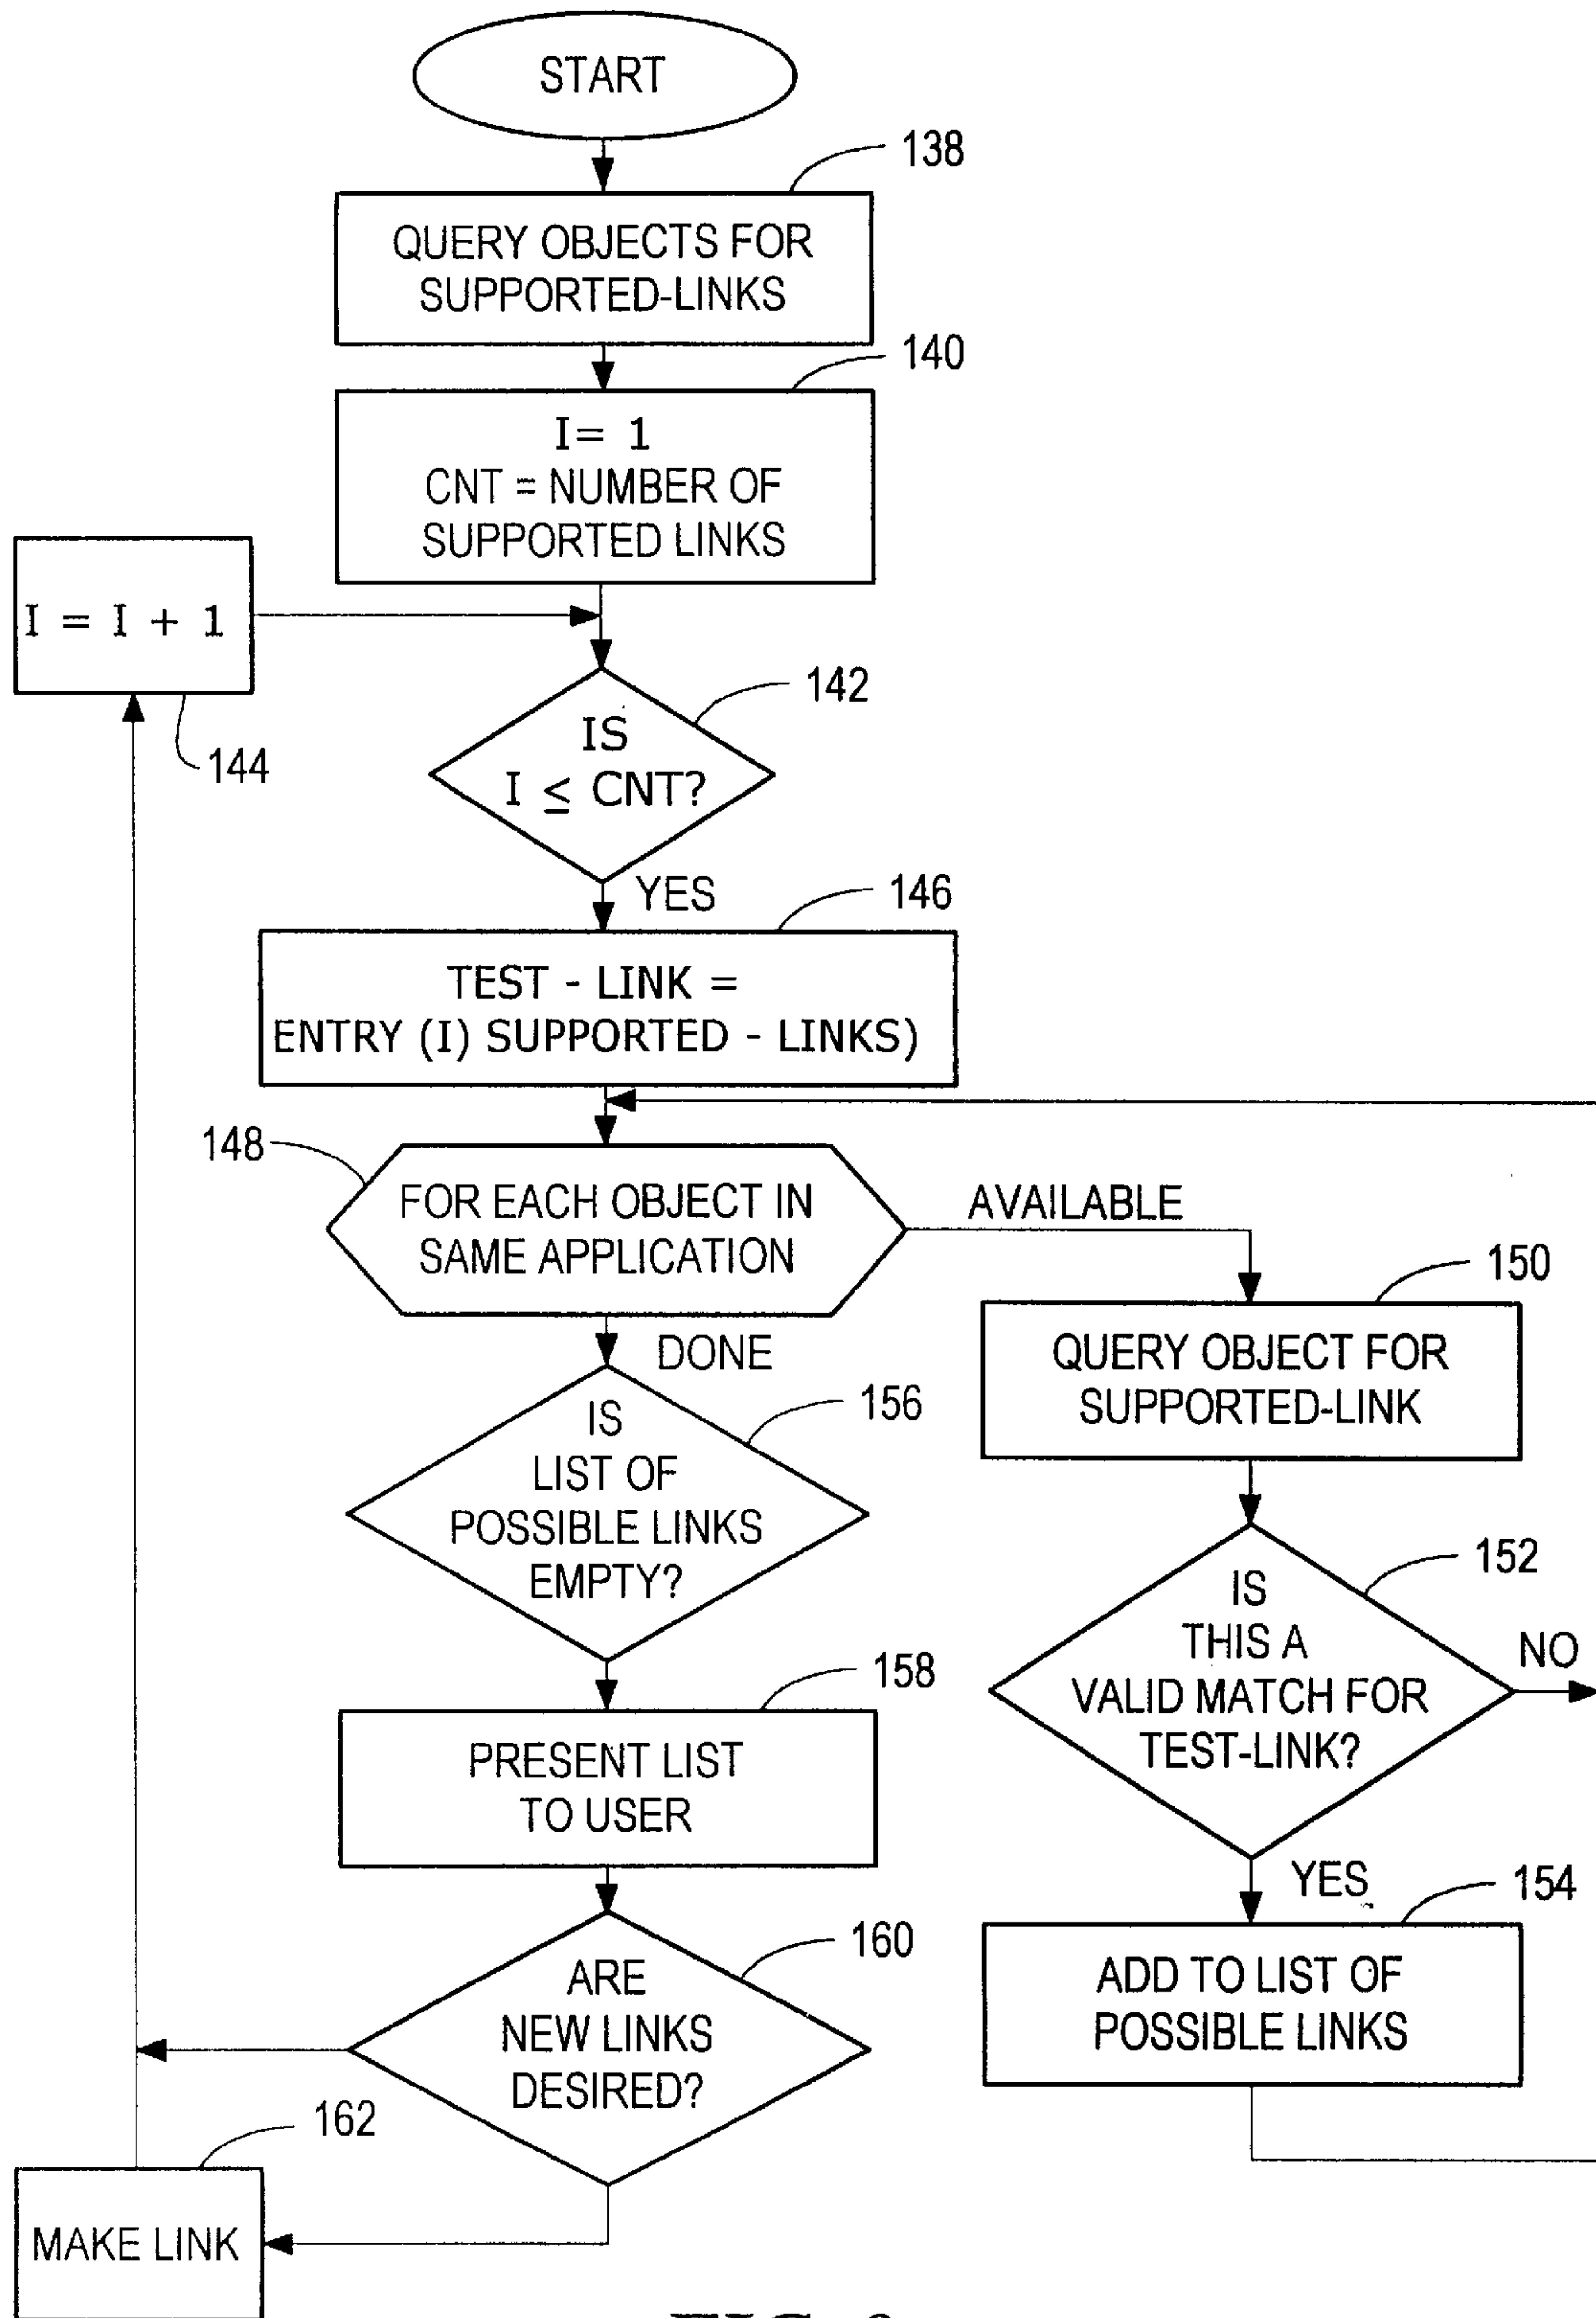 START
138
QUERY OBJECTS FOR
SUPPORTED-LINKS
140
I= 1
CNT = NUMBER OF
SUPPORTED LINKS
I = I + 1
144
142
IS
I ≤ CNT?
YES
146
TEST - LINK =
ENTRY (I) SUPPORTED - LINKS)
148
FOR EACH OBJECT IN
SAME APPLICATION
AVAILABLE
150
QUERY OBJECT FOR
SUPPORTED-LINK
DONE
156
IS
LIST OF
POSSIBLE LINKS
EMPTY?
152
IS
THIS A
VALID MATCH FOR
TEST-LINK?
NO
158
PRESENT LIST
TO USER
YES
154
ADD TO LIST OF
POSSIBLE LINKS
160
ARE
NEW LINKS
DESIRED?
162
MAKE LINK